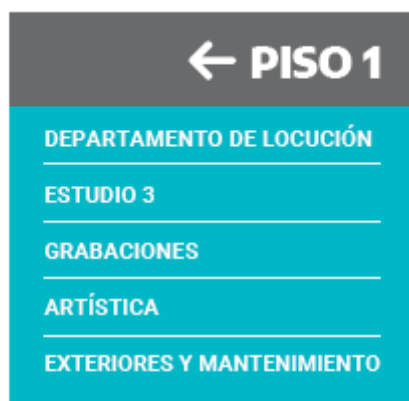 ← PISO 1
DEPARTAMENTO DE LOCUCIÓN
ESTUDIO 3
GRABACIONES
ARTÍSTICA
EXTERIORES Y MANTENIMIENTO